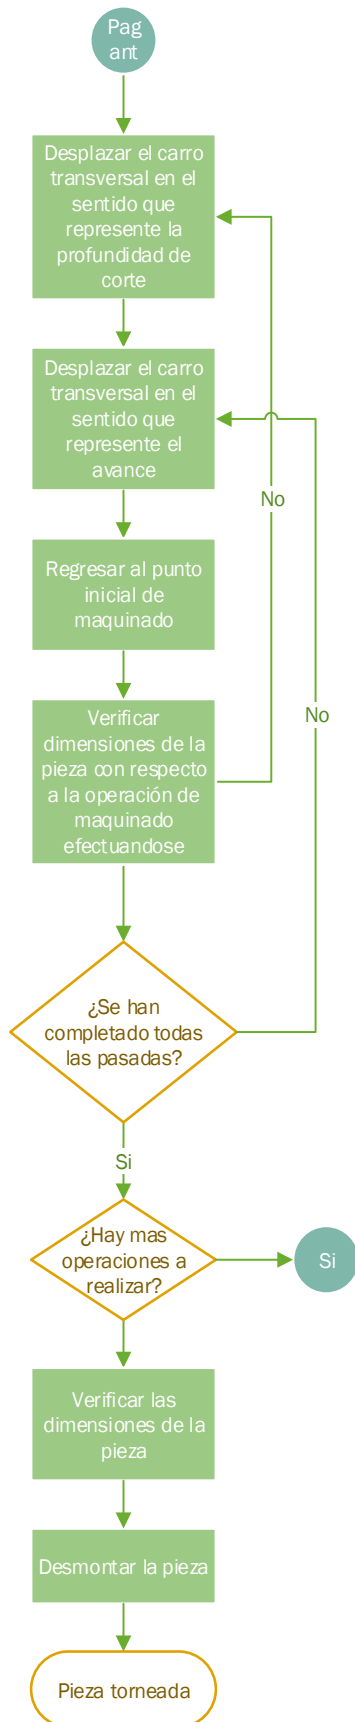 Pag
ant
Desplazar el carro
transversal en el
sentido que
represente la
profundidad de
corte
Desplazar el carro
transversal en el
sentido que
represente el
avance
No
Regresar al punto
inicial de
maquinado
No
Verificar
dimensiones de la
pieza con respecto
a la operación de
maquinado
efectuandose
¿Se han
completado todas
las pasadas?
Si
¿Hay mas
operaciones a
realizar?
Si
Verificar las
dimensiones de la
pieza
Desmontar la pieza
Pieza torneada